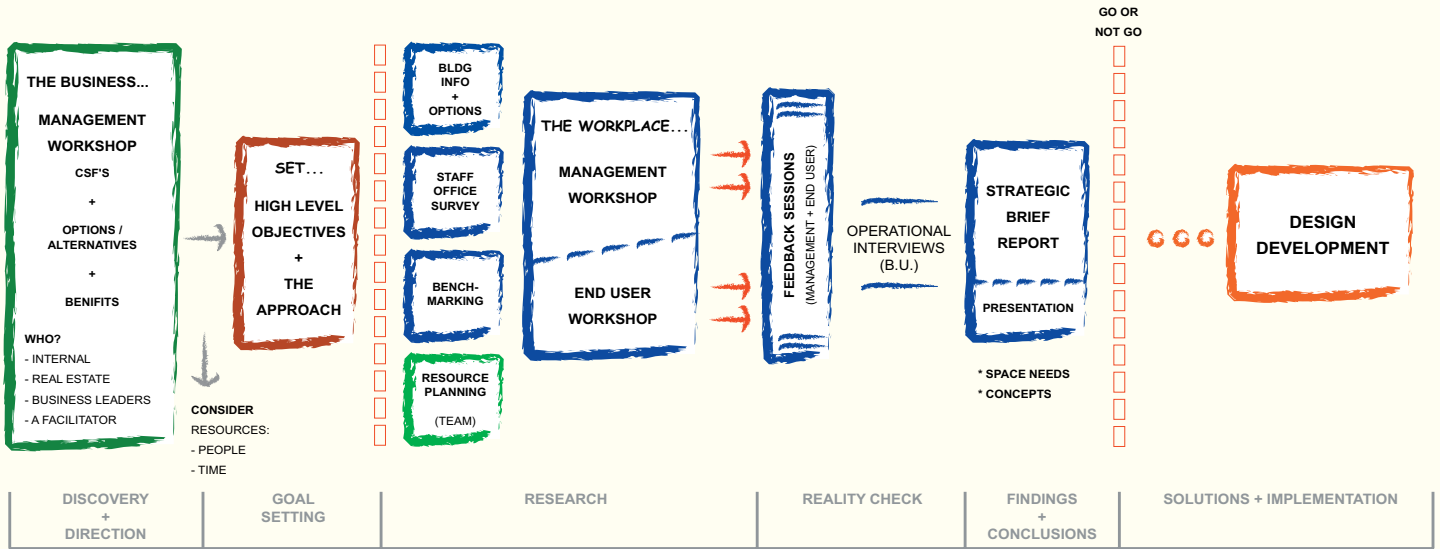 THE BUSINESS...
MANAGEMENT
WORKSHOP
CSF'S
+
OPTIONS /
ALTERNATIVES
+
BENIFITS
WHO?
- INTERNAL
- REAL ESTATE
- BUSINESS LEADERS
- A FACILITATOR
CONSIDER
RESOURCES:
- PEOPLE
- TIME
SET...
HIGH LEVEL
OBJECTIVES
+
THE
APPROACH
BLDG
INFO
+
OPTIONS
STAFF
OFFICE
SURVEY
BENCH-
MARKING
RESOURCE
PLANNING
(TEAM)
THE WORKPLACE...
MANAGEMENT
WORKSHOP
END USER
WORKSHOP
FEEDBACK SESSIONS
(MANAGEMENT + END USER)
OPERATIONAL
INTERVIEWS
(B.U.)
STRATEGIC
BRIEF
REPORT
PRESENTATION
* SPACE NEEDS
* CONCEPTS
GO OR
NOT GO
DESIGN
DEVELOPMENT
DISCOVERY
+
DIRECTION
GOAL
SETTING
RESEARCH
REALITY CHECK
FINDINGS
+
CONCLUSIONS
SOLUTIONS + IMPLEMENTATION